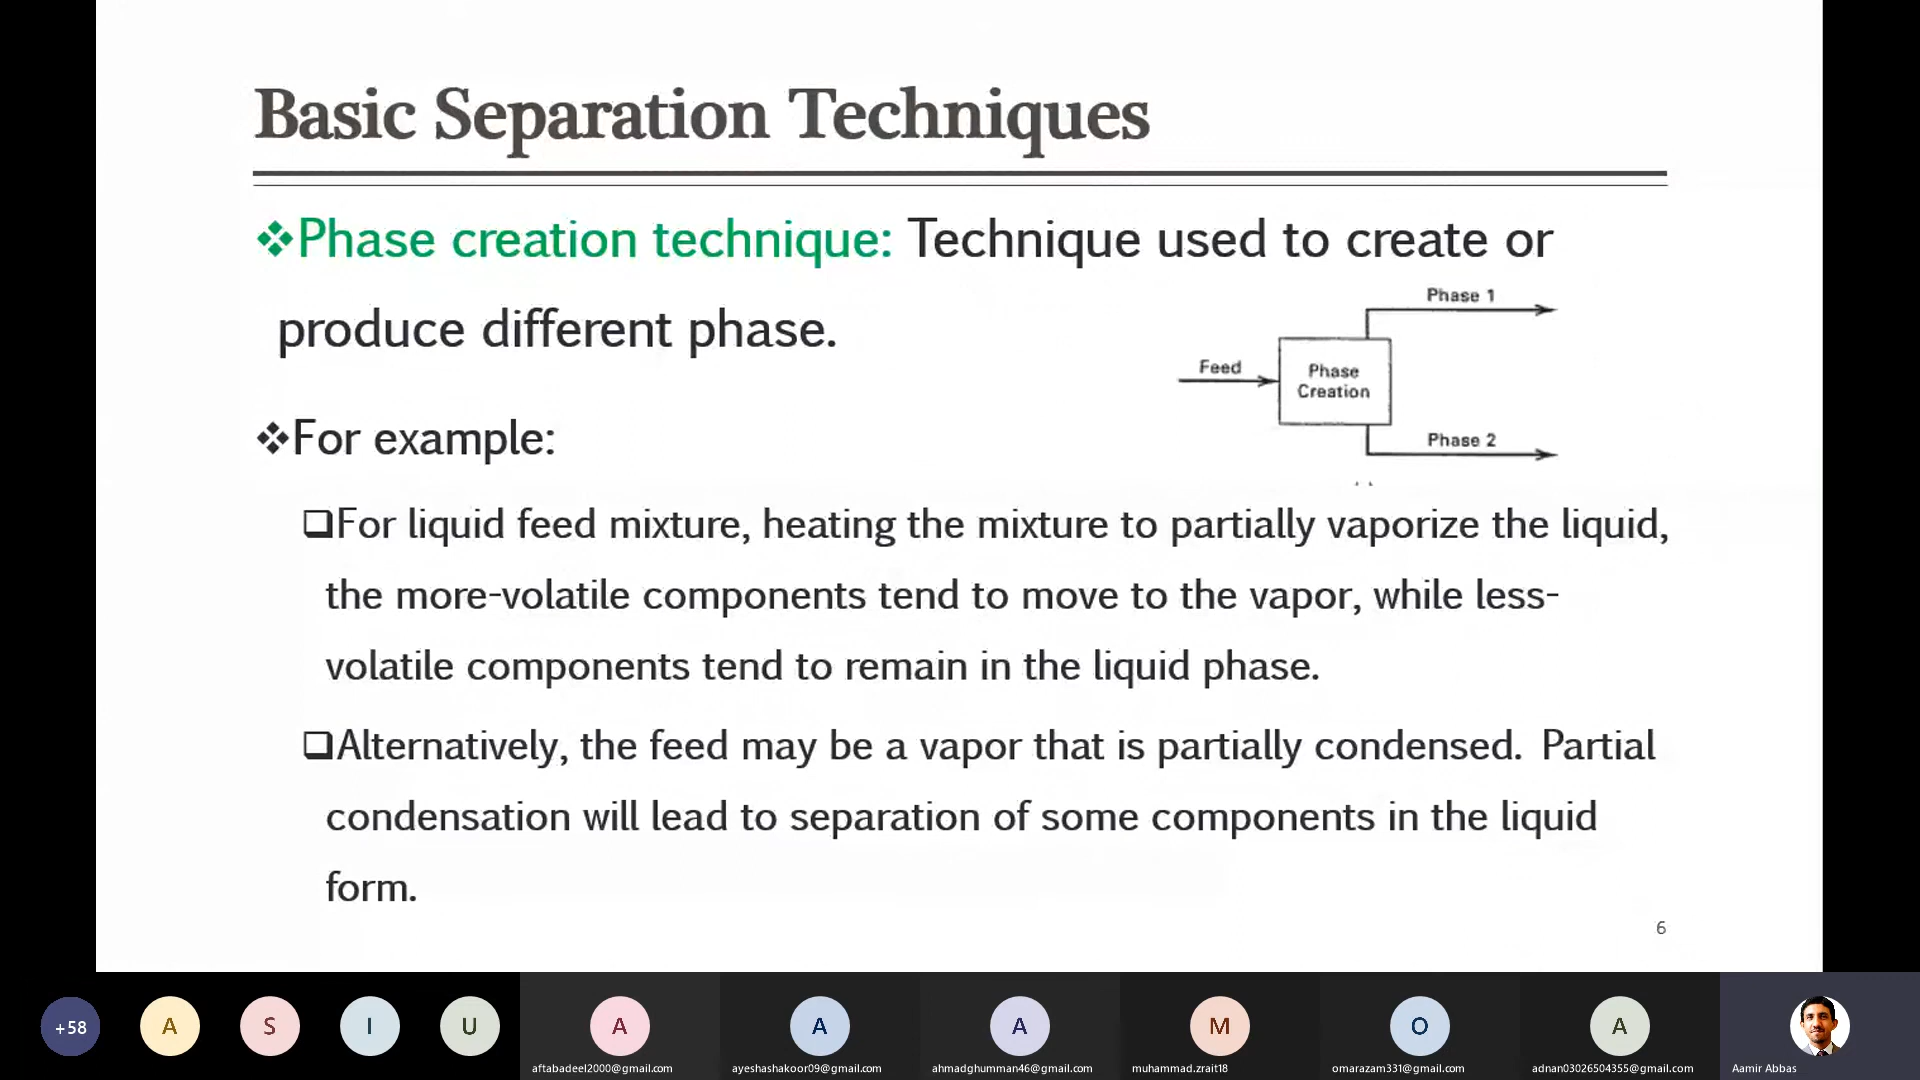 Basic Separation Techniques
❖Phase creation technique: Technique used to create or
produce different phase.
Phase 1
Feed
Phase
Creation
Phase 2
❖For example:
❑For liquid feed mixture, heating the mixture to partially vaporize the liquid,
the more-volatile components tend to move to the vapor, while less-
volatile components tend to remain in the liquid phase.
❑Alternatively, the feed may be a vapor that is partially condensed. Partial
condensation will lead to separation of some components in the liquid
form.
6
+58
A
S
I
U
A
A
A
M
O
A
aftabadeel2000@gmail.com
ayeshashakoor09@gmail.com
ahmadghumman46@gmail.com
muhammad.zrait18
omarazam331@gmail.com
adnan03026504355@gmail.com
Aamir Abbas